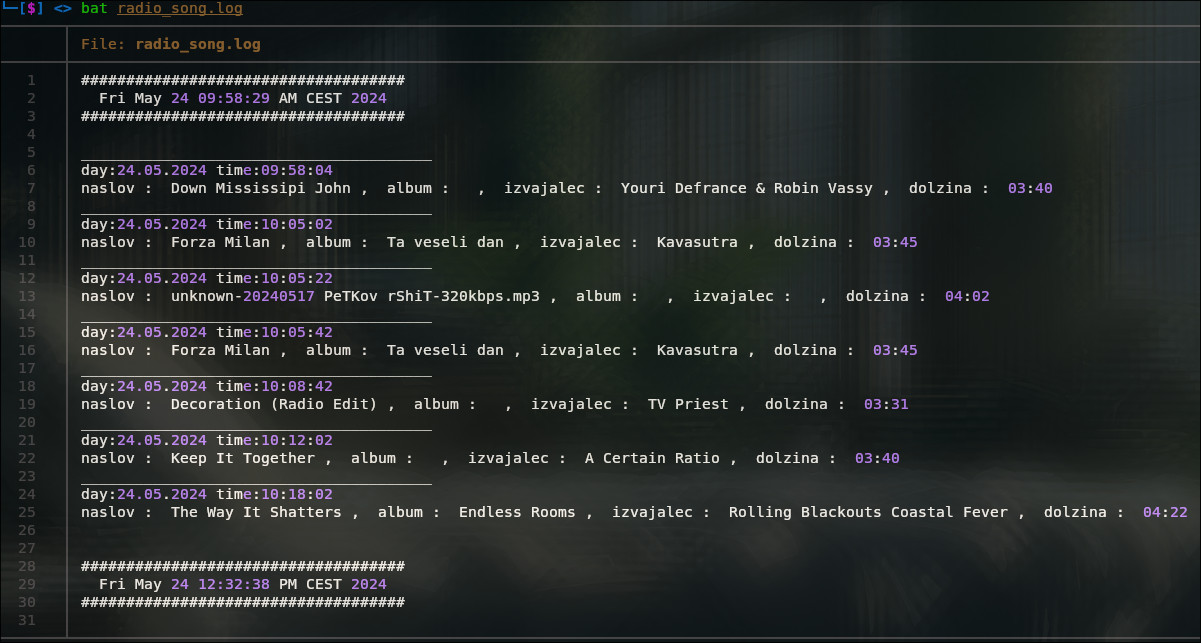 └─[$] <> bat radio_song.log
File: radio_song.log
1 ####################################
2 Fri May 24 09:58:29 AM CEST 2024
3 ####################################
4
5 _______________________________________
6 day:24.05.2024 time:09:58:04
7 naslov :  Down Mississipi John ,  album :   ,  izvajalec :  Youri Defrance & Robin Vassy ,  dolzina :  03:40
8 _______________________________________
9 day:24.05.2024 time:10:05:02
10 naslov :  Forza Milan ,  album :  Ta veseli dan ,  izvajalec :  Kavasutra ,  dolzina :  03:45
11 _______________________________________
12 day:24.05.2024 time:10:05:22
13 naslov :  unknown-20240517 PeTKov rShiT-320kbps.mp3 ,  album :   ,  izvajalec :   ,  dolzina :  04:02
14 _______________________________________
15 day:24.05.2024 time:10:05:42
16 naslov :  Forza Milan ,  album :  Ta veseli dan ,  izvajalec :  Kavasutra ,  dolzina :  03:45
17 _______________________________________
18 day:24.05.2024 time:10:08:42
19 naslov :  Decoration (Radio Edit) ,  album :   ,  izvajalec :  TV Priest ,  dolzina :  03:31
20 _______________________________________
21 day:24.05.2024 time:10:12:02
22 naslov :  Keep It Together ,  album :   ,  izvajalec :  A Certain Ratio ,  dolzina :  03:40
23 _______________________________________
24 day:24.05.2024 time:10:18:02
25 naslov :  The Way It Shatters ,  album :  Endless Rooms ,  izvajalec :  Rolling Blackouts Coastal Fever ,  dolzina :  04:22
26
27
28 ####################################
29 Fri May 24 12:32:38 PM CEST 2024
30 ####################################
31